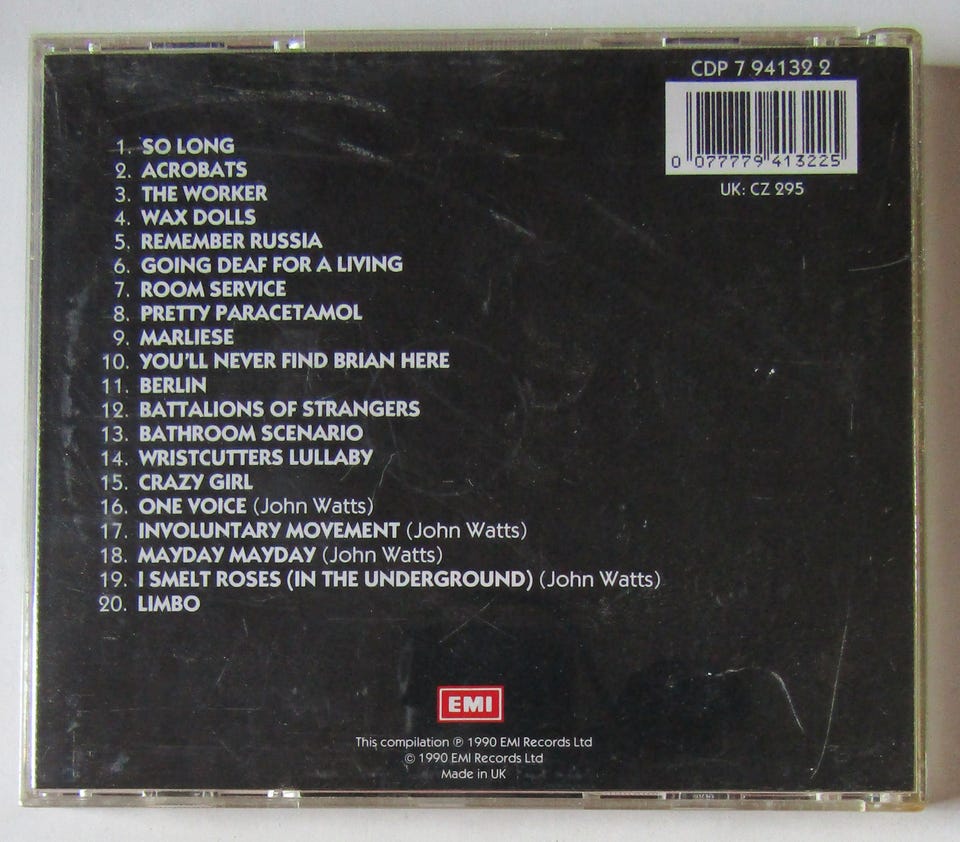 CDP 7 94132 2
0 077779 413225
UK: CZ 295
1. SO LONG
2. ACROBATS
3. THE WORKER
4. WAX DOLLS
5. REMEMBER RUSSIA
6. GOING DEAF FOR A LIVING
7. ROOM SERVICE
8. PRETTY PARACETAMOL
9. MARLIESE
10. YOU'LL NEVER FIND BRIAN HERE
11. BERLIN
12. BATTALIONS OF STRANGERS
13. BATHROOM SCENARIO
14. WRISTCUTTERS LULLABY
15. CRAZY GIRL
16. ONE VOICE (John Watts)
17. INVOLUNTARY MOVEMENT (John Watts)
18. MAYDAY MAYDAY (John Watts)
19. I SMELT ROSES (IN THE UNDERGROUND) (John Watts)
20. LIMBO
EMI
This compilation ℗ 1990 EMI Records Ltd
© 1990 EMI Records Ltd
Made in UK